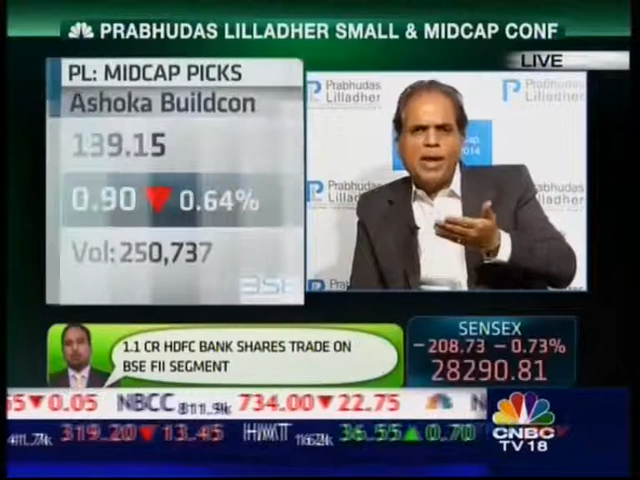 PRABHUDAS LILLADHER SMALL & MIDCAP CONF
LIVE
PL: MIDCAP PICKS
Ashoka Buildcon
139.15
0.90 ▼ 0.64%
Vol: 250,737
BSE
Prabhudas
Lilladher
Prabhudas
Lilladher
Prabhudas
Lilladher
Prabhudas
Lilladher
2014
1.1 CR HDFC BANK SHARES TRADE ON
BSE FII SEGMENT
SENSEX
-208.73 -0.73%
28290.81
▼0.05 NBCC 734.00▼22.75
319.20▼13.45 36.55▲0.70
CNBC
TV18